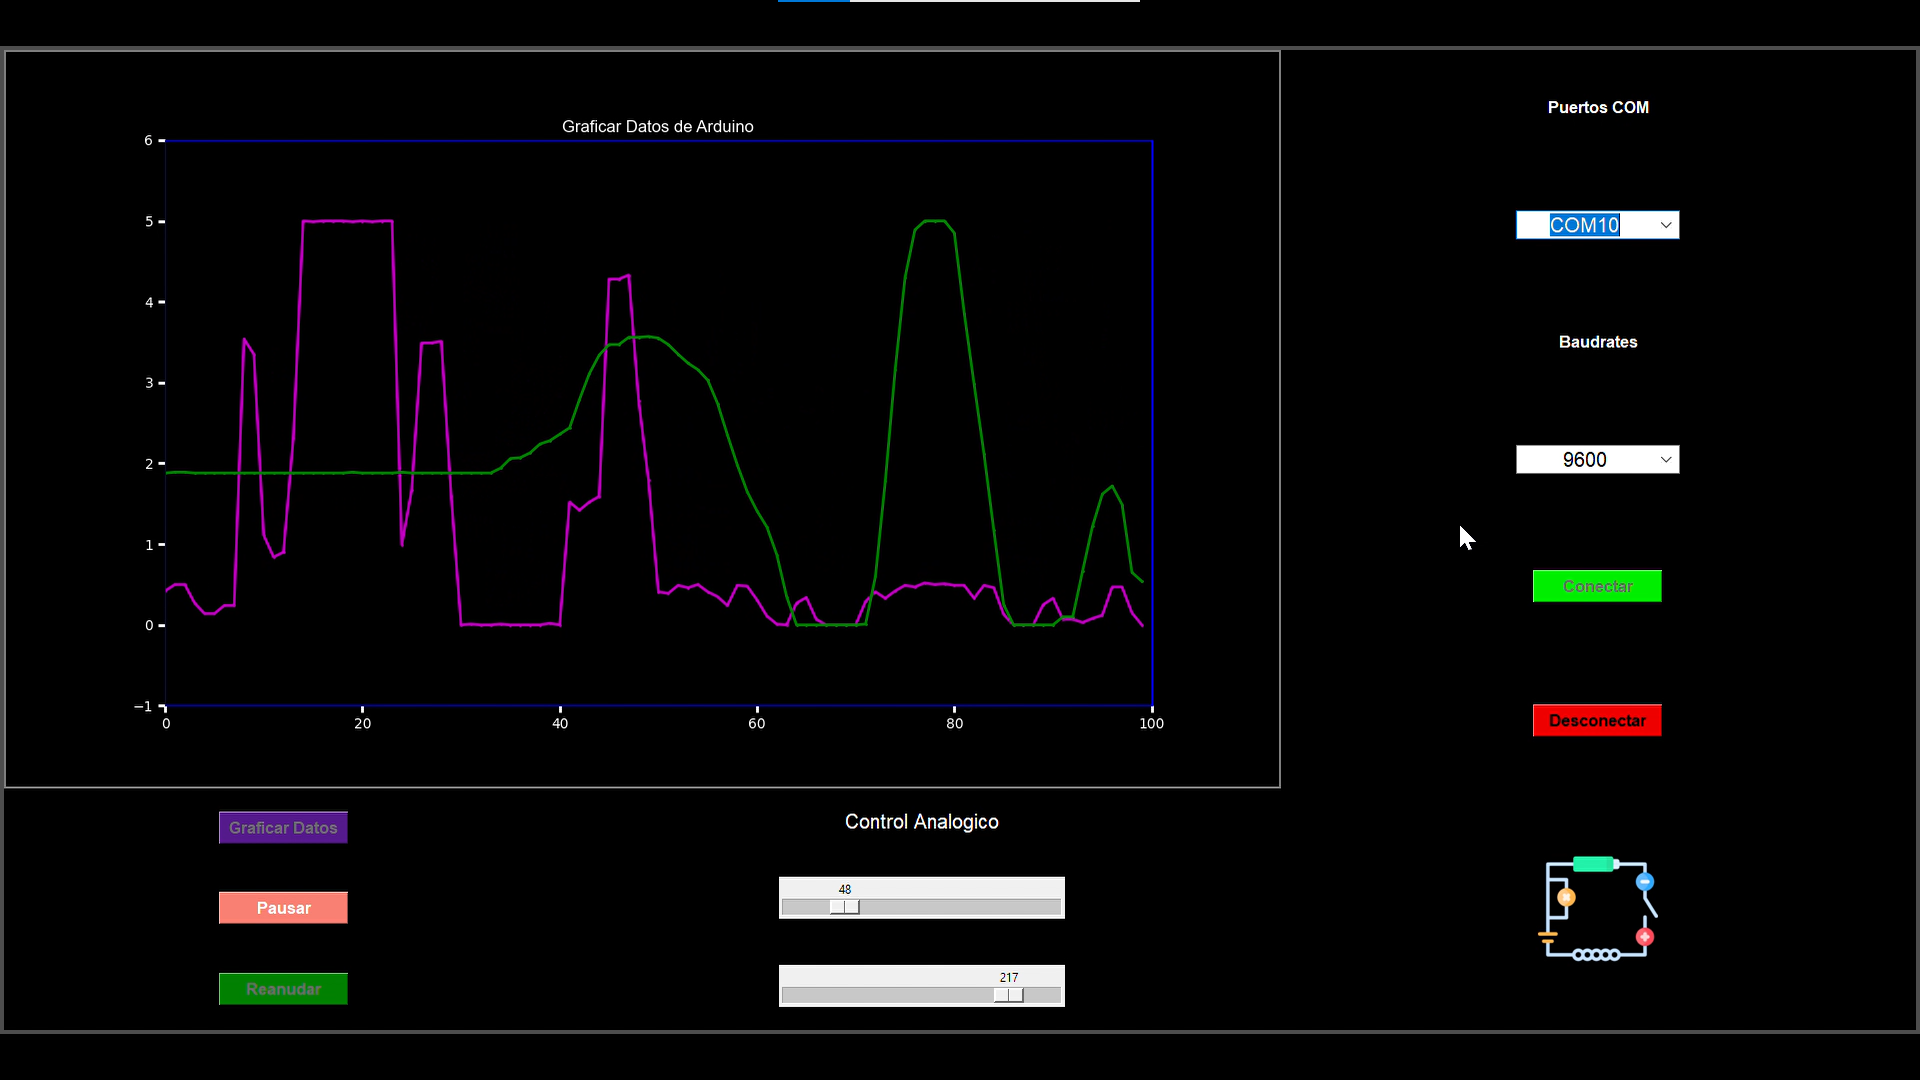 Graficar Datos de Arduino
6
5
4
3
2
1
0
−1
0 20 40 60 80 100
Puertos COM
COM10
Baudrates
9600
Conectar
Desconectar
Graficar Datos
Pausar
Reanudar
Control Analogico
48
217